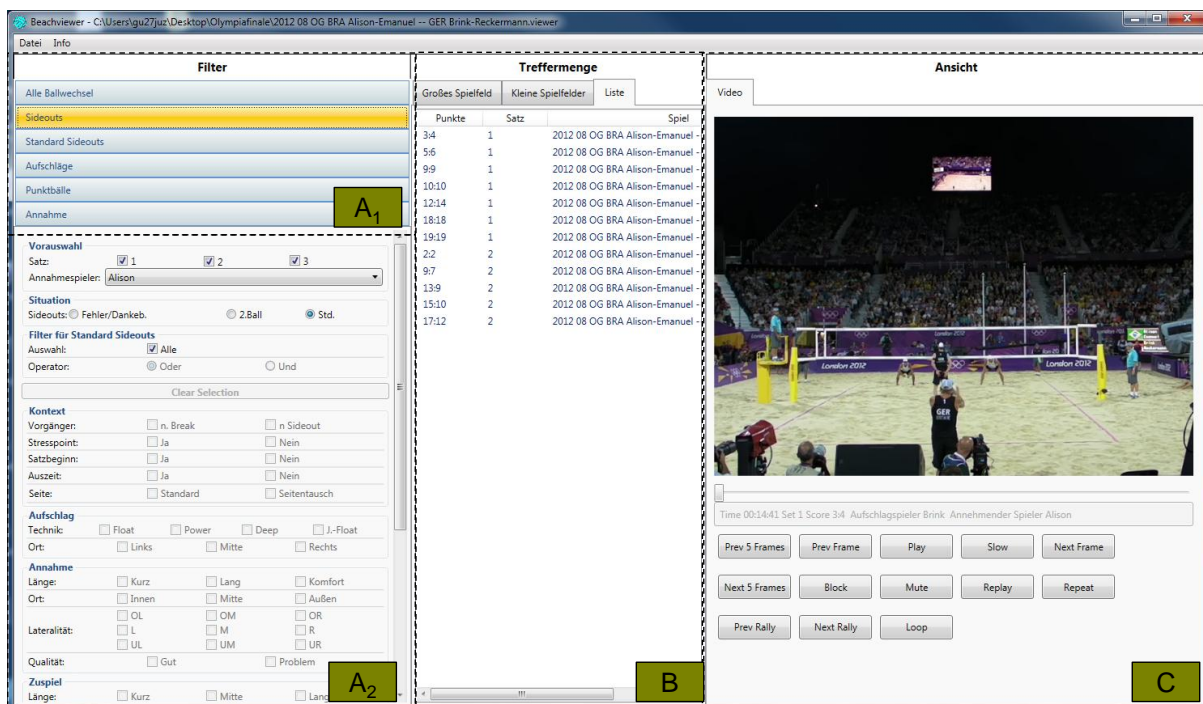 Beachviewer - C:\Users\gu27juz\Desktop\Olympiafinale\2012 08 OG BRA Alison-Emanuel -- GER Brink-Reckermann.viewer
Datei Info
Filter
Alle Ballwechsel
Sideouts
Standard Sideouts
Aufschläge
Punktbälle
Annahme
A1
Vorauswahl
Satz: 1 2 3
Annahmespieler: Alison
Situation
Sideouts: Fehler/Dankeb. 2.Ball Std.
Filter für Standard Sideouts
Auswahl: Alle
Operator: Oder Und
Clear Selection
Kontext
Vorgänger: n. Break n Sideout
Stresspoint: Ja Nein
Satzbeginn: Ja Nein
Auszeit: Ja Nein
Seite: Standard Seitentausch
Aufschlag
Technik: Float Power Deep J.-Float
Ort: Links Mitte Rechts
Annahme
Länge: Kurz Lang Komfort
Ort: Innen Mitte Außen
OL OM OR
Lateralität: L M R
UL UM UR
Qualität: Gut Problem
Zuspiel
Länge: Kurz Mitte Lang
A2
Treffermenge
Großes Spielfeld Kleine Spielfelder Liste
Punkte Satz Spiel
3:4 1 2012 08 OG BRA Alison-Emanuel -
5:6 1 2012 08 OG BRA Alison-Emanuel -
9:9 1 2012 08 OG BRA Alison-Emanuel -
10:10 1 2012 08 OG BRA Alison-Emanuel -
12:14 1 2012 08 OG BRA Alison-Emanuel -
18:18 1 2012 08 OG BRA Alison-Emanuel -
19:19 1 2012 08 OG BRA Alison-Emanuel -
2:2 2 2012 08 OG BRA Alison-Emanuel -
9:7 2 2012 08 OG BRA Alison-Emanuel -
13:9 2 2012 08 OG BRA Alison-Emanuel -
15:10 2 2012 08 OG BRA Alison-Emanuel -
17:12 2 2012 08 OG BRA Alison-Emanuel -
B
Ansicht
Video
London 2012
London 2012
GER
Time 00:14:41 Set 1 Score 3:4 Aufschlagspieler Brink Annehmender Spieler Alison
Prev 5 Frames Prev Frame Play Slow Next Frame
Next 5 Frames Block Mute Replay Repeat
Prev Rally Next Rally Loop
C